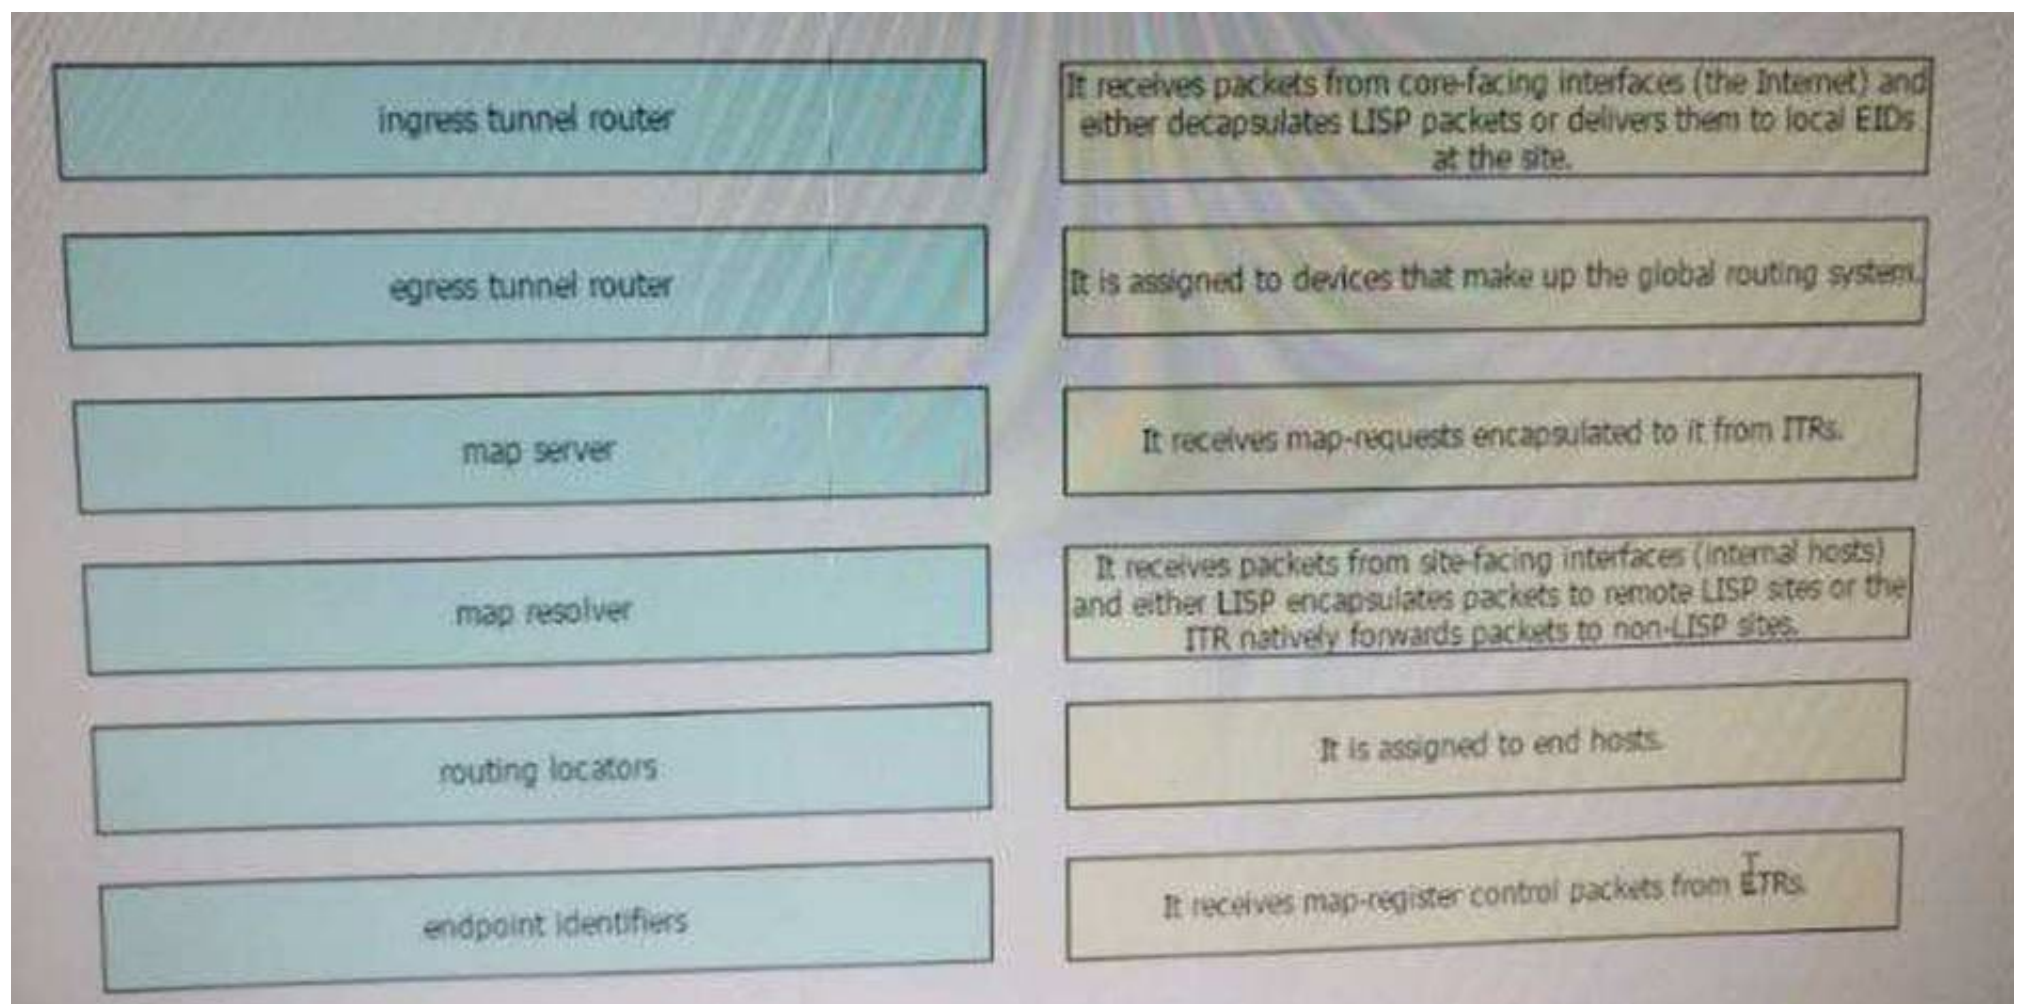 ingress tunnel router
It receives packets from core-facing interfaces (the Internet) and
either decapsulates LISP packets or delivers them to local EIDs
at the site.
egress tunnel router
It is assigned to devices that make up the global routing system.
map server
It receives map-requests encapsulated to it from ITRs.
map resolver
It receives packets from site-facing interfaces (internal hosts)
and either LISP encapsulates packets to remote LISP sites or the
ITR natively forwards packets to non-LISP sites.
routing locators
It is assigned to end hosts.
endpoint identifiers
It receives map-register control packets from ETRs.